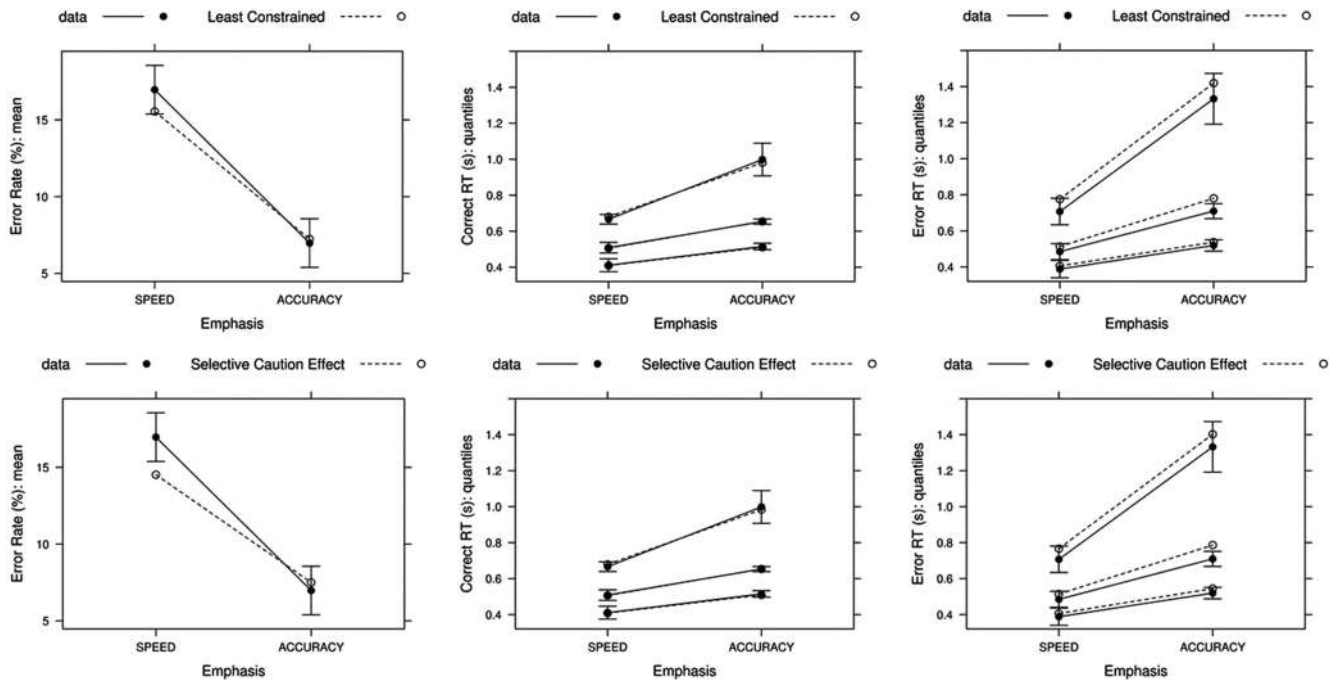 data Least Constrained
Error Rate (%): mean
15
10
5
SPEED ACCURACY
Emphasis
data Least Constrained
Correct RT (s): quantiles
1.4
1.2
1.0
0.8
0.6
0.4
SPEED ACCURACY
Emphasis
data Least Constrained
Error RT (s): quantiles
1.4
1.2
1.0
0.8
0.6
0.4
SPEED ACCURACY
Emphasis
data Selective Caution Effect
Error Rate (%): mean
15
10
5
SPEED ACCURACY
Emphasis
data Selective Caution Effect
Correct RT (s): quantiles
1.4
1.2
1.0
0.8
0.6
0.4
SPEED ACCURACY
Emphasis
data Selective Caution Effect
Error RT (s): quantiles
1.4
1.2
1.0
0.8
0.6
0.4
SPEED ACCURACY
Emphasis